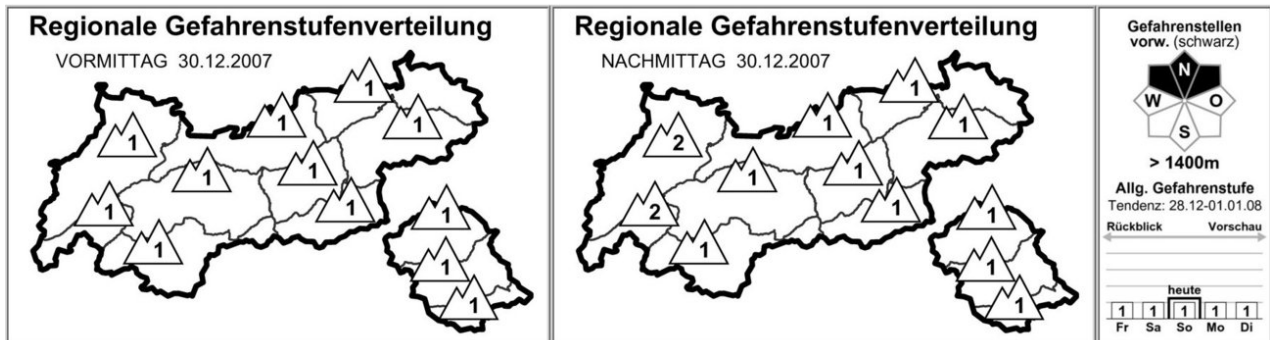 Regionale Gefahrenstufenverteilung
VORMITTAG 30.12.2007
1
1
1
1
1
1
1
1
1
1
1
1
Regionale Gefahrenstufenverteilung
NACHMITTAG 30.12.2007
1
1
2
1
1
1
2
1
1
1
1
1
Gefahrenstellen
vorw. (schwarz)
N
W O
S
> 1400m
Allg. Gefahrenstufe
Tendenz: 28.12-01.01.08
Rückblick Vorschau
heute
1 1 1 1 1
Fr Sa So Mo Di